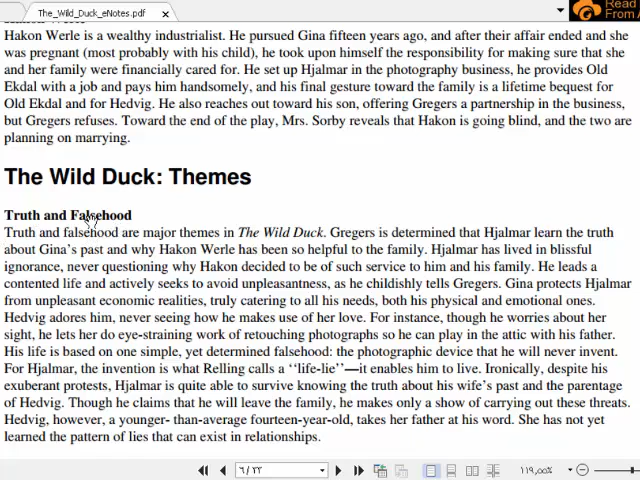 The_Wild_Duck_eNotes.pdf
Read
From A
Hakon Werle is a wealthy industrialist. He pursued Gina fifteen years ago, and after their affair ended and she
was pregnant (most probably with his child), he took upon himself the responsibility for making sure that she
and her family were financially cared for. He set up Hjalmar in the photography business, he provides Old
Ekdal with a job and pays him handsomely, and his final gesture toward the family is a lifetime bequest for
Old Ekdal and for Hedvig. He also reaches out toward his son, offering Gregers a partnership in the business,
but Gregers refuses. Toward the end of the play, Mrs. Sorby reveals that Hakon is going blind, and the two are
planning on marrying.
The Wild Duck: Themes
Truth and Falsehood
Truth and falsehood are major themes in The Wild Duck. Gregers is determined that Hjalmar learn the truth
about Gina's past and why Hakon Werle has been so helpful to the family. Hjalmar has lived in blissful
ignorance, never questioning why Hakon decided to be of such service to him and his family. He leads a
contented life and actively seeks to avoid unpleasantness, as he childishly tells Gregers. Gina protects Hjalmar
from unpleasant economic realities, truly catering to all his needs, both his physical and emotional ones.
Hedvig adores him, never seeing how he makes use of her love. For instance, though he worries about her
sight, he lets her do eye-straining work of retouching photographs so he can play in the attic with his father.
His life is based on one simple, yet determined falsehood: the photographic device that he will never invent.
For Hjalmar, the invention is what Relling calls a ‘‘life-lie’’—it enables him to live. Ironically, despite his
exuberant protests, Hjalmar is quite able to survive knowing the truth about his wife's past and the parentage
of Hedvig. Though he claims that he will leave the family, he makes only a show of carrying out these threats.
Hedvig, however, a younger- than-average fourteen-year-old, takes her father at his word. She has not yet
learned the pattern of lies that can exist in relationships.
٦/٢٢
١١٩,٥٥%